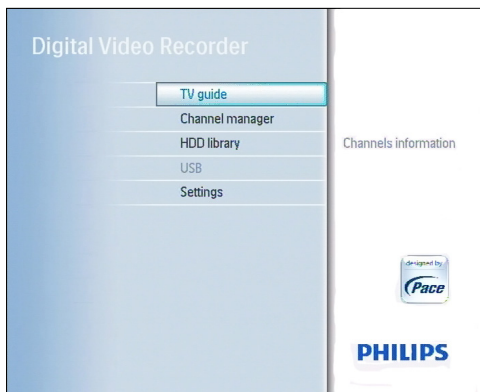 Digital Video Recorder
TV guide
Channel manager
HDD library
USB
Settings
Channels information
designed by
Pace
PHILIPS